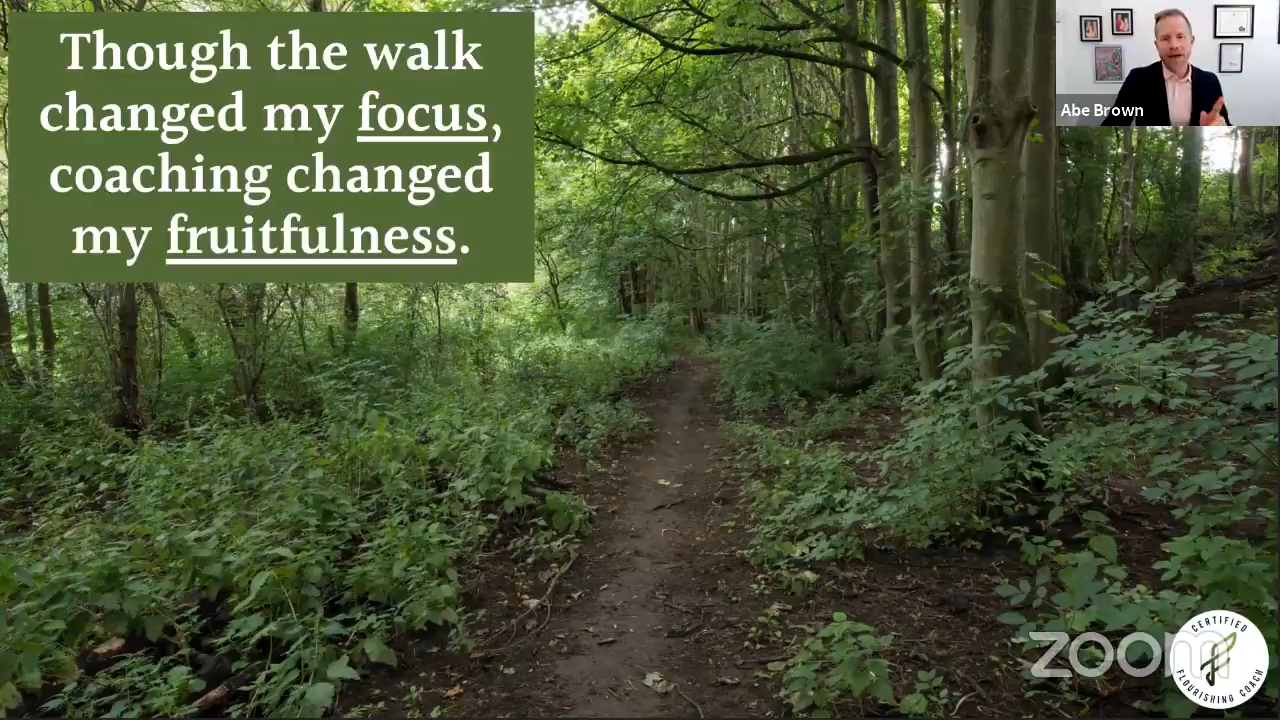 Though the walk
changed my focus,
coaching changed
my fruitfulness.
Abe Brown
zoom
CERTIFIED
FLOURISHING COACH